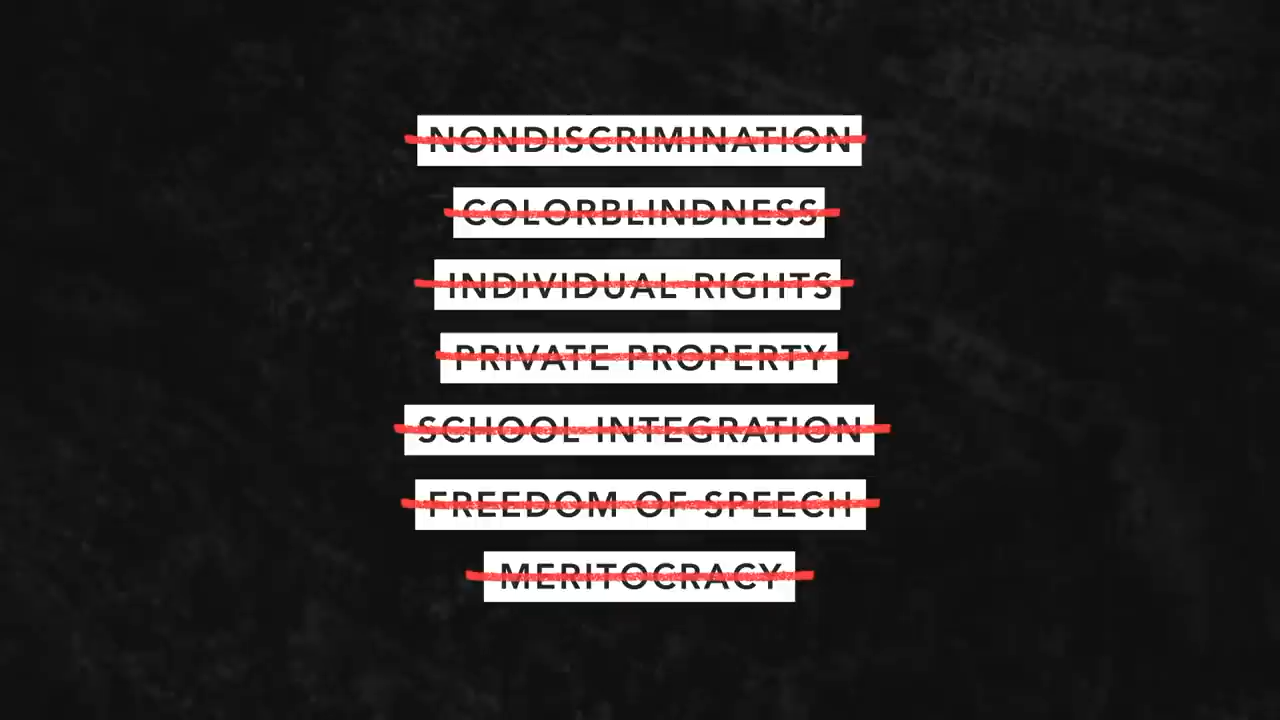 NONDISCRIMINATION
COLORBLINDNESS
INDIVIDUAL RIGHTS
PRIVATE PROPERTY
SCHOOL INTEGRATION
FREEDOM OF SPEECH
MERITOCRACY